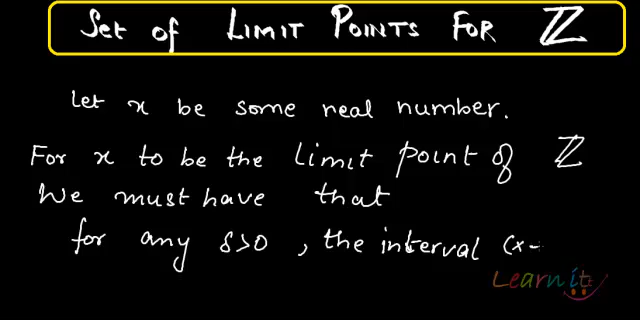 SET OF LIMIT POINTS FOR ℤ
Let x be some real number.
For x to be the limit point of ℤ
We must have that
for any δ>0, the interval (x-
Learnit